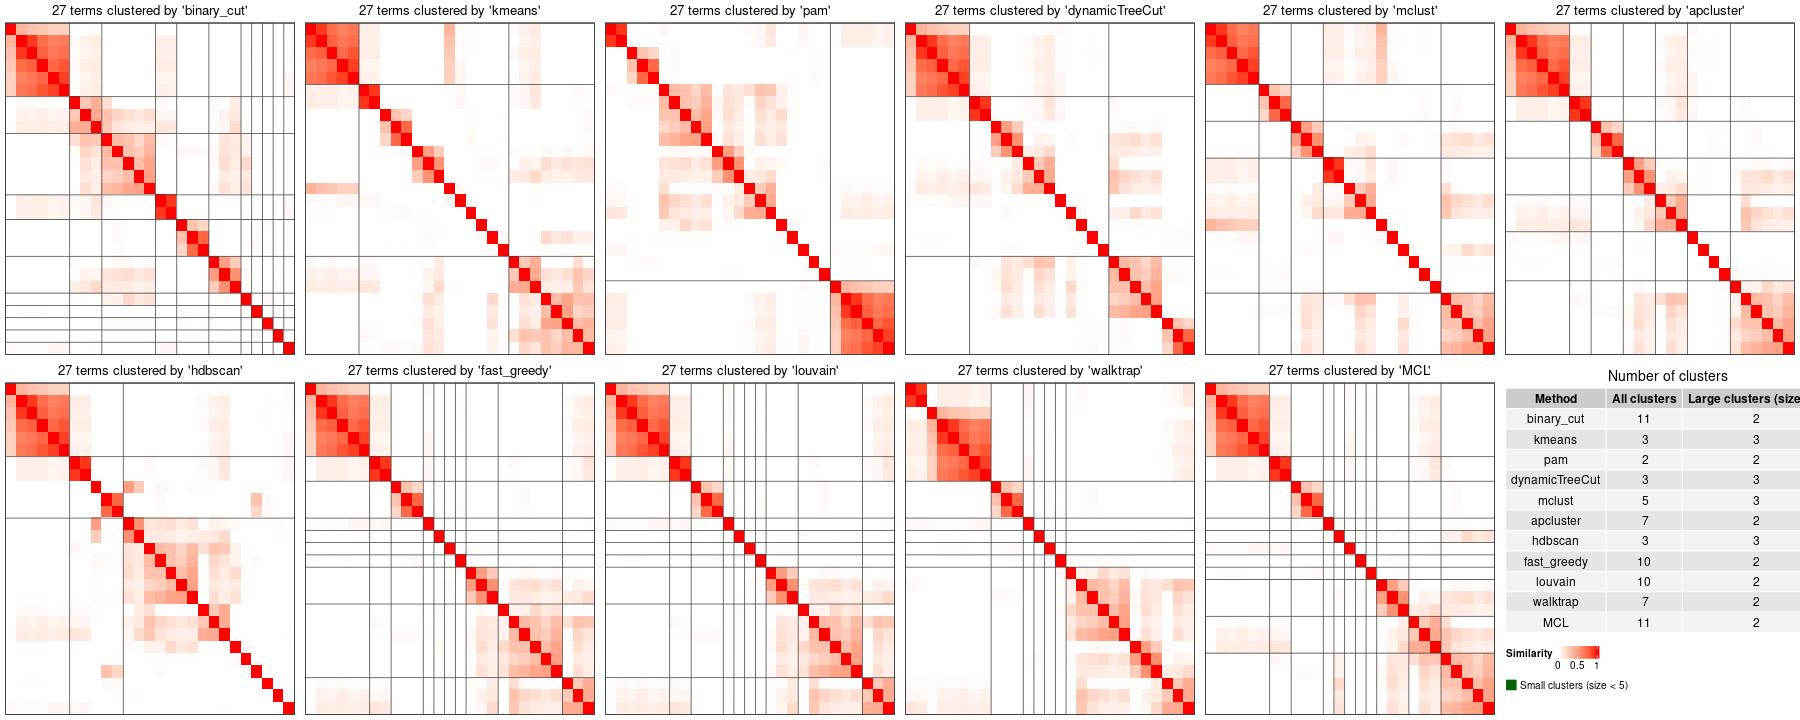 27 terms clustered by 'binary_cut'
27 terms clustered by 'kmeans'
27 terms clustered by 'pam'
27 terms clustered by 'dynamicTreeCut'
27 terms clustered by 'mclust'
27 terms clustered by 'apcluster'
27 terms clustered by 'hdbscan'
27 terms clustered by 'fast_greedy'
27 terms clustered by 'louvain'
27 terms clustered by 'walktrap'
27 terms clustered by 'MCL'
Number of clusters
Method All clusters Large clusters (size
binary_cut 11 2
kmeans 3 3
pam 2 2
dynamicTreeCut 3 3
mclust 5 3
apcluster 7 2
hdbscan 3 3
fast_greedy 10 2
louvain 10 2
walktrap 7 2
MCL 11 2
Similarity
0 0.5 1
Small clusters (size < 5)